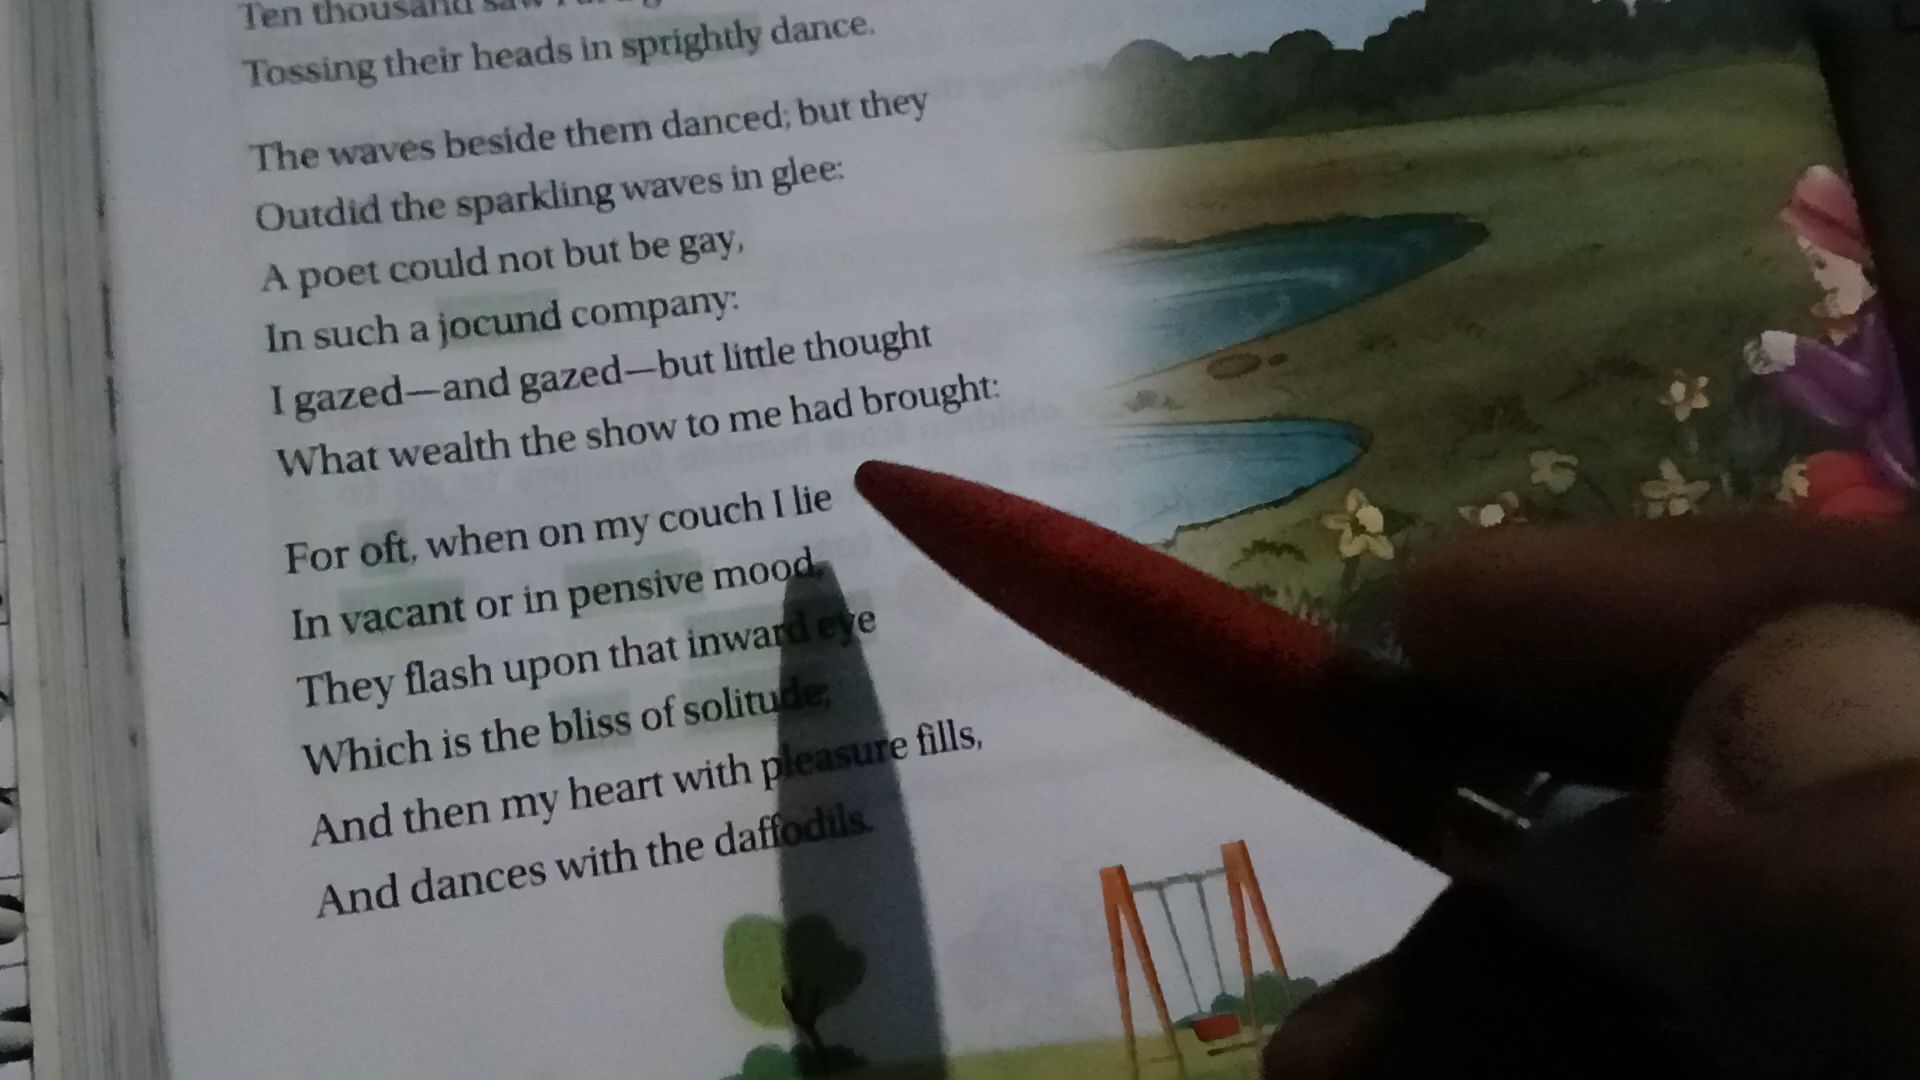 Ten thousand saw I
Tossing their heads in sprightly dance.
The waves beside them danced; but they
Outdid the sparkling waves in glee:
A poet could not but be gay,
In such a jocund company:
I gazed—and gazed—but little thought
What wealth the show to me had brought:
For oft, when on my couch I lie
In vacant or in pensive mood,
They flash upon that inward eye
Which is the bliss of solitude;
And then my heart with pleasure fills,
And dances with the daffodils.